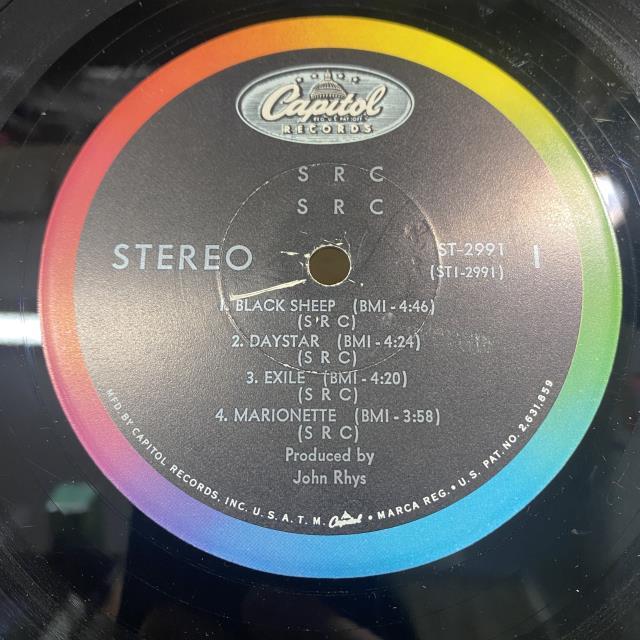 Capitol
REG. U.S. PAT. OFF.
RECORDS
S R C
S R C
STEREO
ST-2991
(ST1-2991)
1
1. BLACK SHEEP (BMI - 4:46)
(S R C)
2. DAYSTAR (BMI - 4:24)
(S R C)
3. EXILE (BMI - 4:20)
(S R C)
4. MARIONETTE (BMI - 3:58)
(S R C)
Produced by
John Rhys
MFD. BY CAPITOL RECORDS, INC. U.S.A. T.M. Capitol • MARCA REG. • U.S. PAT. NO. 2,631,859